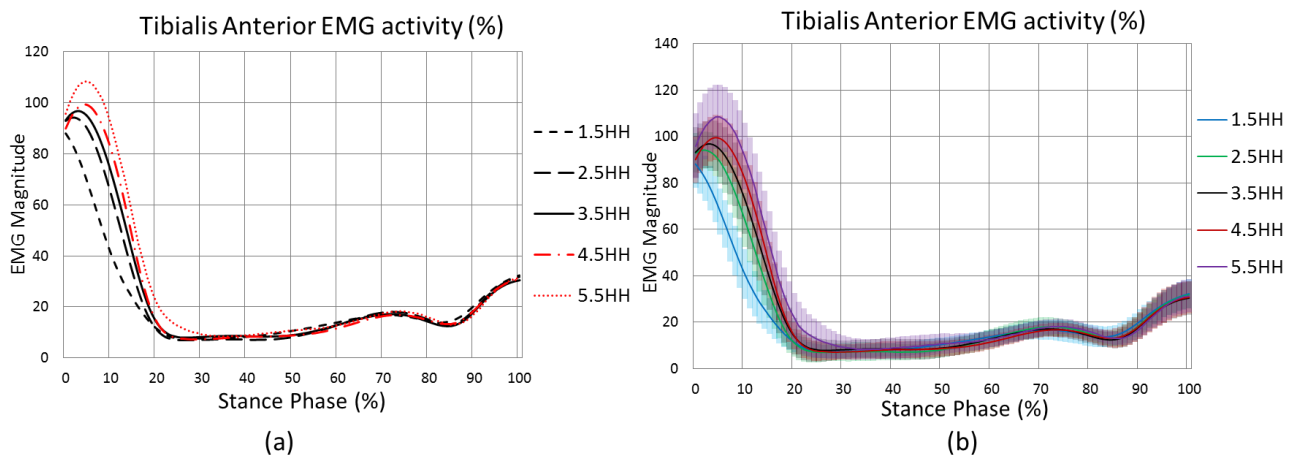 Tibialis Anterior EMG activity (%)
120
100
80
60
40
20
0
EMG Magnitude
0 10 20 30 40 50 60 70 80 90 100
Stance Phase (%)
1.5HH
2.5HH
3.5HH
4.5HH
5.5HH
(a)
Tibialis Anterior EMG activity (%)
140
120
100
80
60
40
20
0
EMG Magnitude
0 10 20 30 40 50 60 70 80 90 100
Stance Phase (%)
1.5HH
2.5HH
3.5HH
4.5HH
5.5HH
(b)